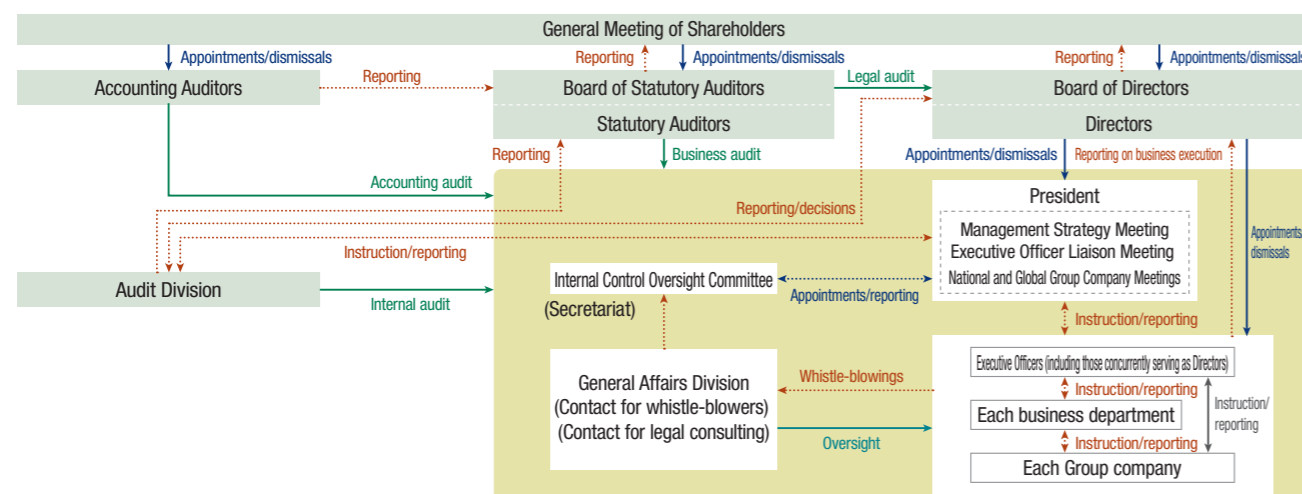 General Meeting of Shareholders
Appointments/dismissals
Reporting
Appointments/dismissals
Reporting
Appointments/dismissals
Accounting Auditors
Reporting
Board of Statutory Auditors
Legal audit
Board of Directors
Statutory Auditors
Directors
Reporting
Business audit
Appointments/dismissals
Reporting on business execution
Accounting audit
President
Reporting/decisions
Management Strategy Meeting
Executive Officer Liaison Meeting
National and Global Group Company Meetings
Appointments/
dismissals
Instruction/reporting
Audit Division
Internal audit
Internal Control Oversight Committee
(Secretariat)
Appointments/reporting
Instruction/reporting
General Affairs Division
(Contact for whistle-blowers)
(Contact for legal consulting)
Whistle-blowings
Oversight
Executive Officers (including those concurrently serving as Directors)
Instruction/reporting
Each business department
Instruction/
reporting
Instruction/reporting
Each Group company